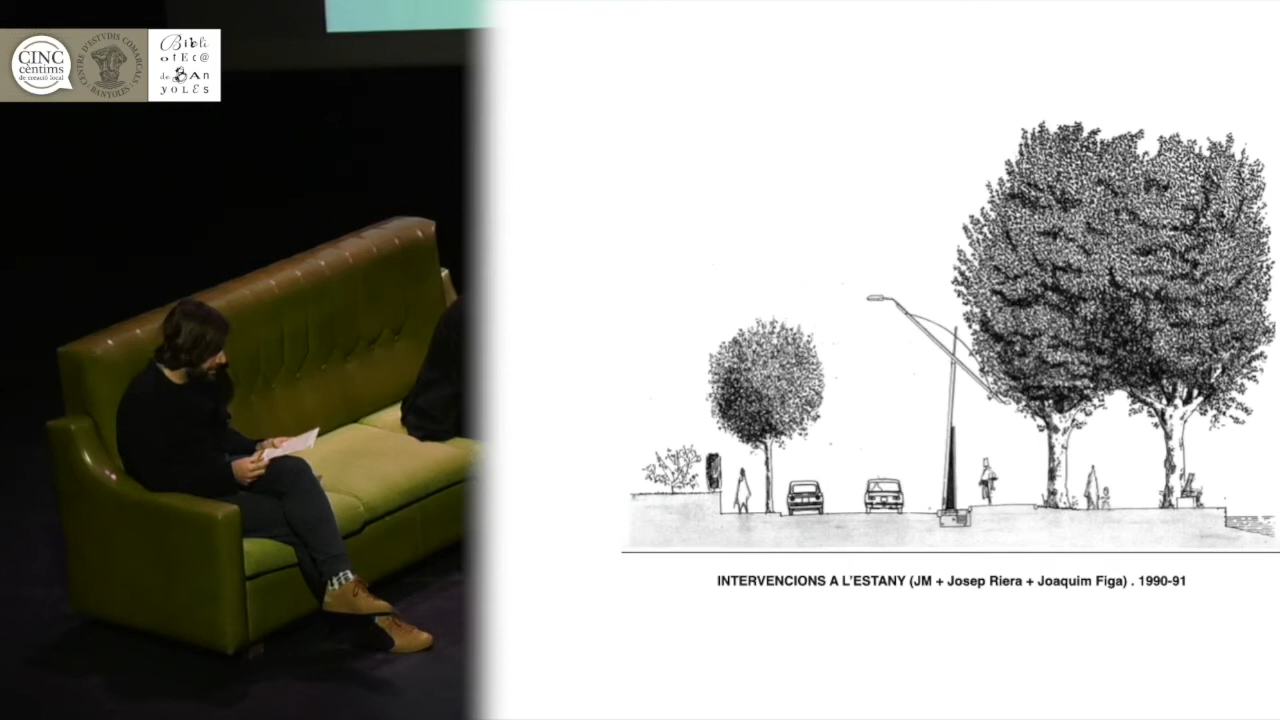 CINC
cèntims
de creació local
CENTRE D'ESTVDIS COMARCALS
BANYOLES
Bibli
otEc@
de BAn
yOLES
INTERVENCIONS A L'ESTANY (JM + Josep Riera + Joaquim Figa) . 1990-91